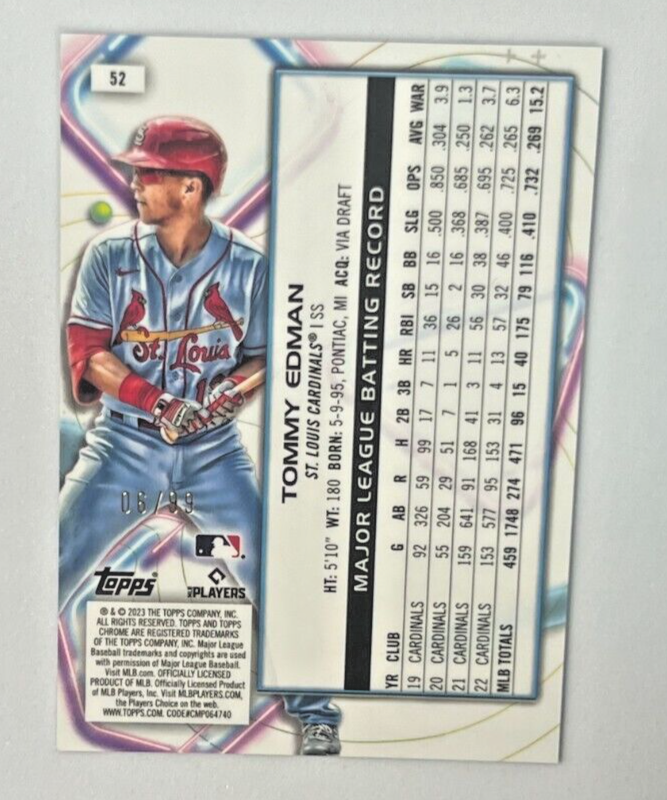 52
St. Louis
06/99
Topps®
MLB PLAYERS
® & © 2023 THE TOPPS COMPANY, INC.
ALL RIGHTS RESERVED. TOPPS AND TOPPS
CHROME ARE REGISTERED TRADEMARKS
OF THE TOPPS COMPANY, INC. Major League
Baseball trademarks and copyrights are used
with permission of Major League Baseball.
Visit MLB.com. OFFICIALLY LICENSED
PRODUCT OF MLB. Officially Licensed Product
of MLB Players, Inc. Visit MLBPLAYERS.COM,
the Players Choice on the web.
WWW.TOPPS.COM. CODE#CMP064740
TOMMY EDMAN
ST. LOUIS CARDINALS® | SS
HT: 5'10" WT: 180 BORN: 5-9-95, PONTIAC, MI ACQ: VIA DRAFT
MAJOR LEAGUE BATTING RECORD
YR CLUB G AB R H 2B 3B HR RBI SB BB SLG OPS AVG WAR
19 CARDINALS 92 326 59 99 17 7 11 36 15 16 .500 .850 .304 3.9
20 CARDINALS 55 204 29 51 7 1 5 26 2 16 .368 .685 .250 1.3
21 CARDINALS 159 641 91 168 41 3 11 56 30 38 .387 .695 .262 3.7
22 CARDINALS 153 577 95 153 31 4 13 57 32 46 .400 .725 .265 6.3
MLB TOTALS 459 1748 274 471 96 15 40 175 79 116 .410 .732 .269 15.2